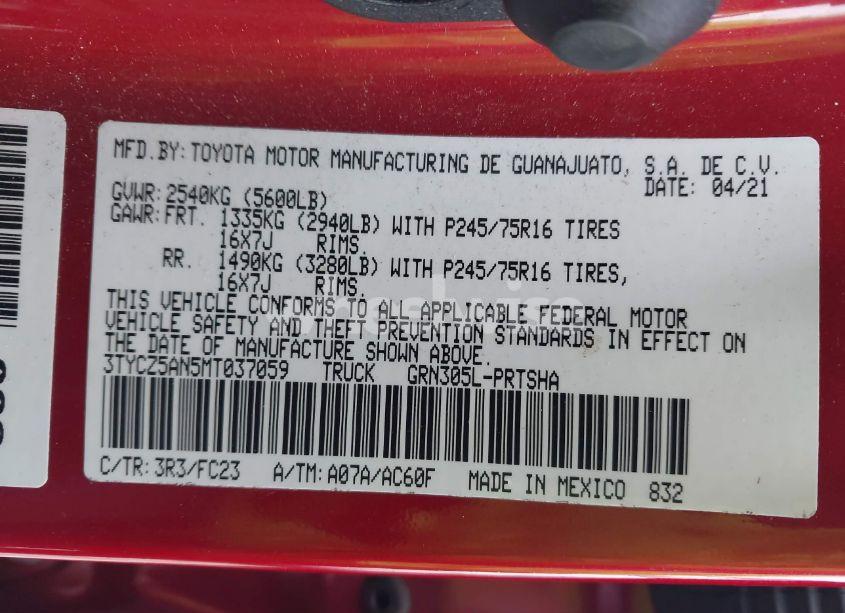 MFD.BY: TOYOTA MOTOR MANUFACTURING DE GUANAJUATO, S.A. DE C.V.
GVWR: 2540KG (5600LB) DATE: 04/21
GAWR: FRT. 1335KG (2940LB) WITH P245/75R16 TIRES
16X7J RIMS.
RR. 1490KG (3280LB) WITH P245/75R16 TIRES,
16X7J RIMS.
THIS VEHICLE CONFORMS TO ALL APPLICABLE FEDERAL MOTOR
VEHICLE SAFETY AND THEFT PREVENTION STANDARDS IN EFFECT ON
THE DATE OF MANUFACTURE SHOWN ABOVE.
3TYCZ5AN5MT037059 TRUCK GRN305L-PRTSHA
C/TR: 3R3/FC23 A/TM: A07A/AC60F MADE IN MEXICO 832